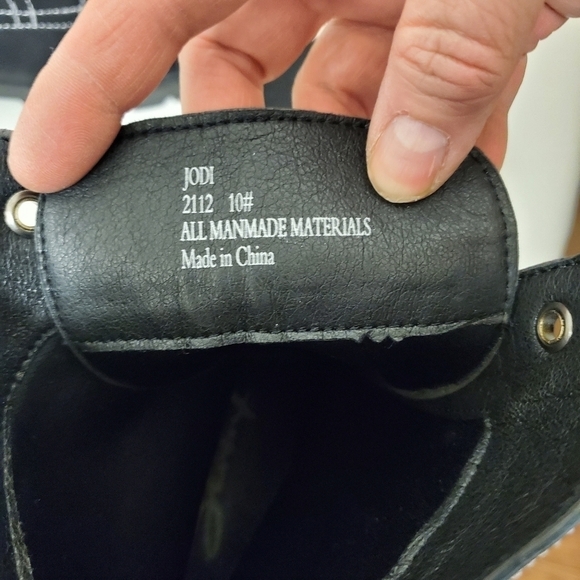 JODI
2112 10#
ALL MANMADE MATERIALS
Made in China